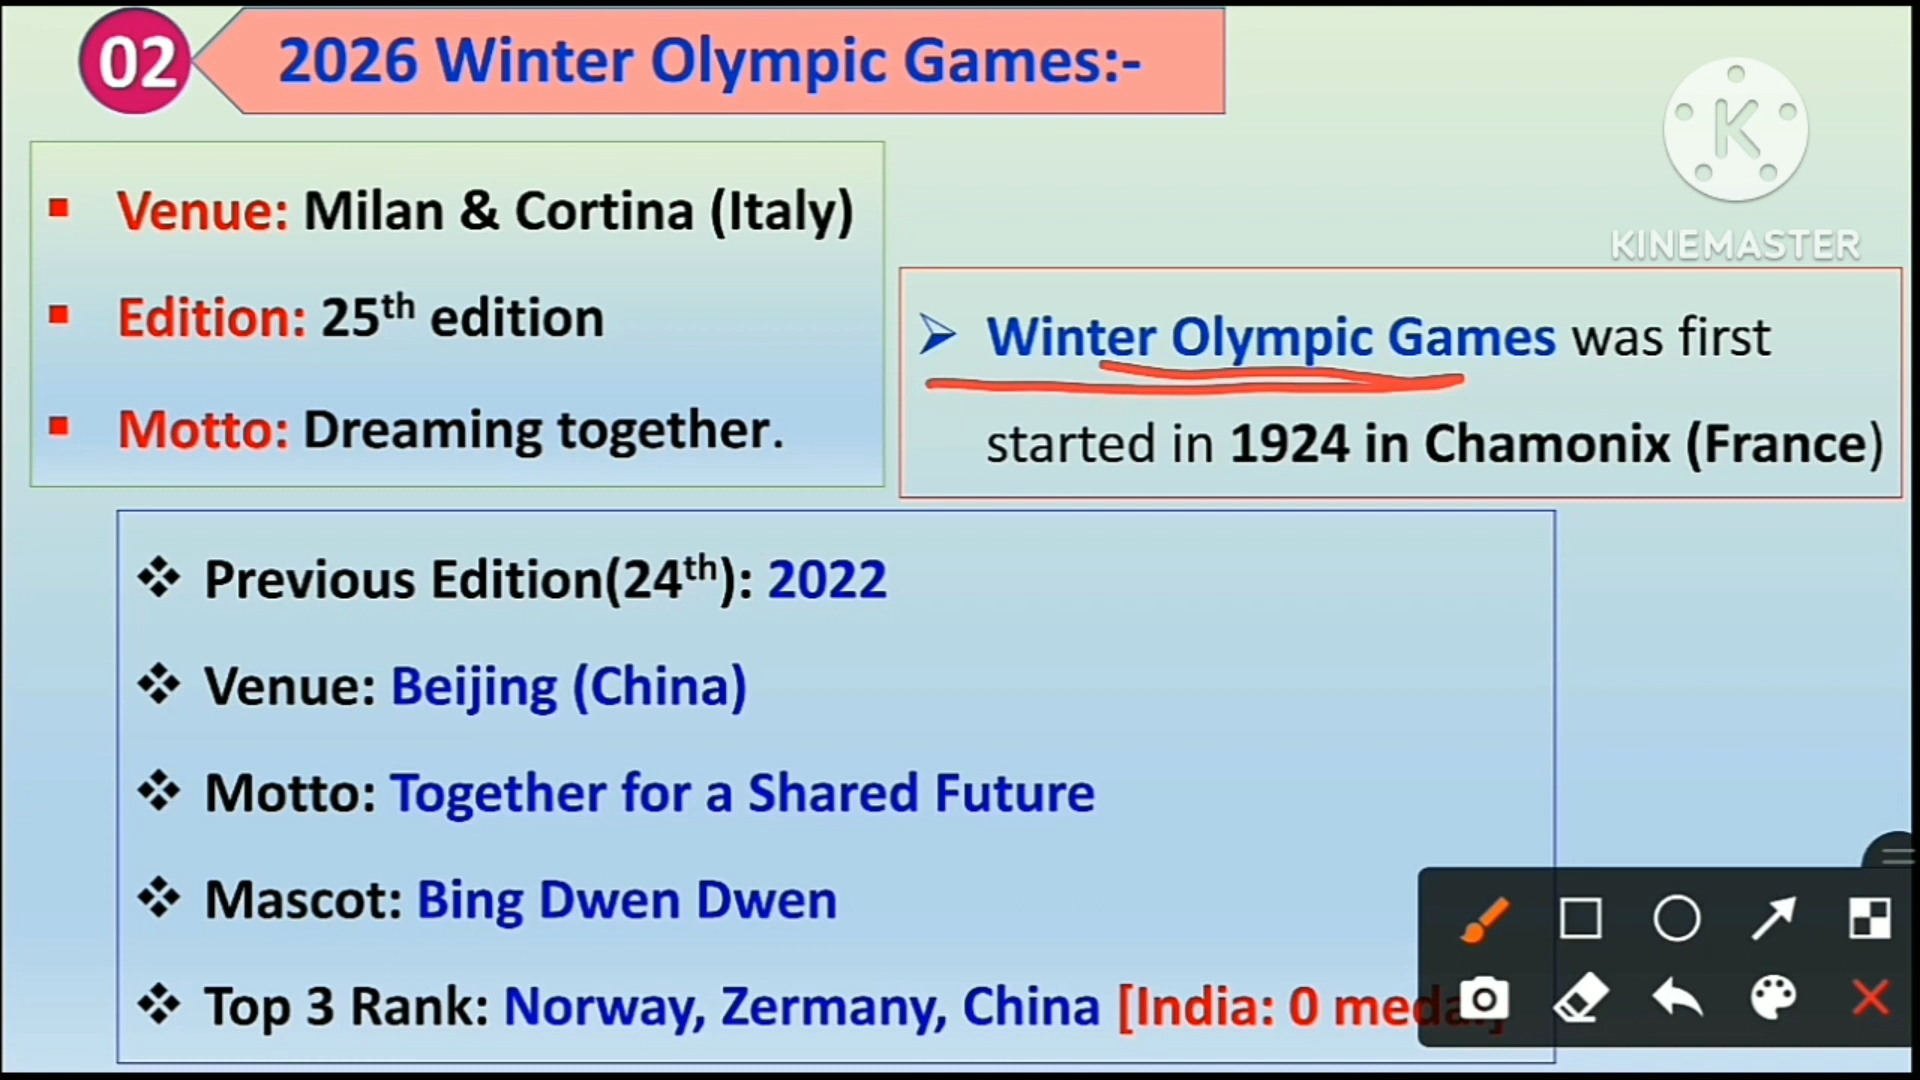 02
2026 Winter Olympic Games:-
Venue: Milan & Cortina (Italy)
Edition: 25th edition
Motto: Dreaming together.
K
KINEMASTER
Winter Olympic Games was first
started in 1924 in Chamonix (France)
Previous Edition(24th): 2022
Venue: Beijing (China)
Motto: Together for a Shared Future
Mascot: Bing Dwen Dwen
Top 3 Rank: Norway, Zermany, China [India: 0 medal]